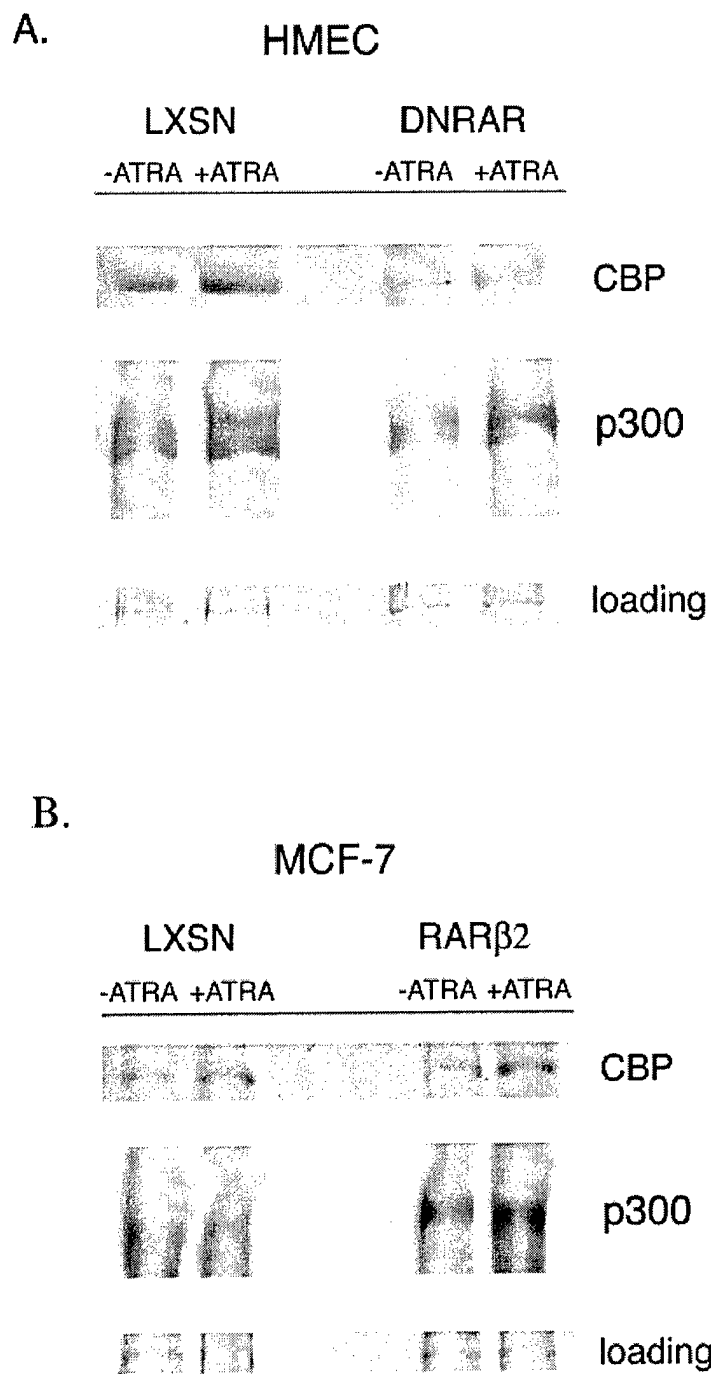 A.
HMEC
LXSN DNRAR
-ATRA +ATRA -ATRA +ATRA
CBP
p300
loading
B.
MCF-7
LXSN RARβ2
-ATRA +ATRA -ATRA +ATRA
CBP
p300
loading